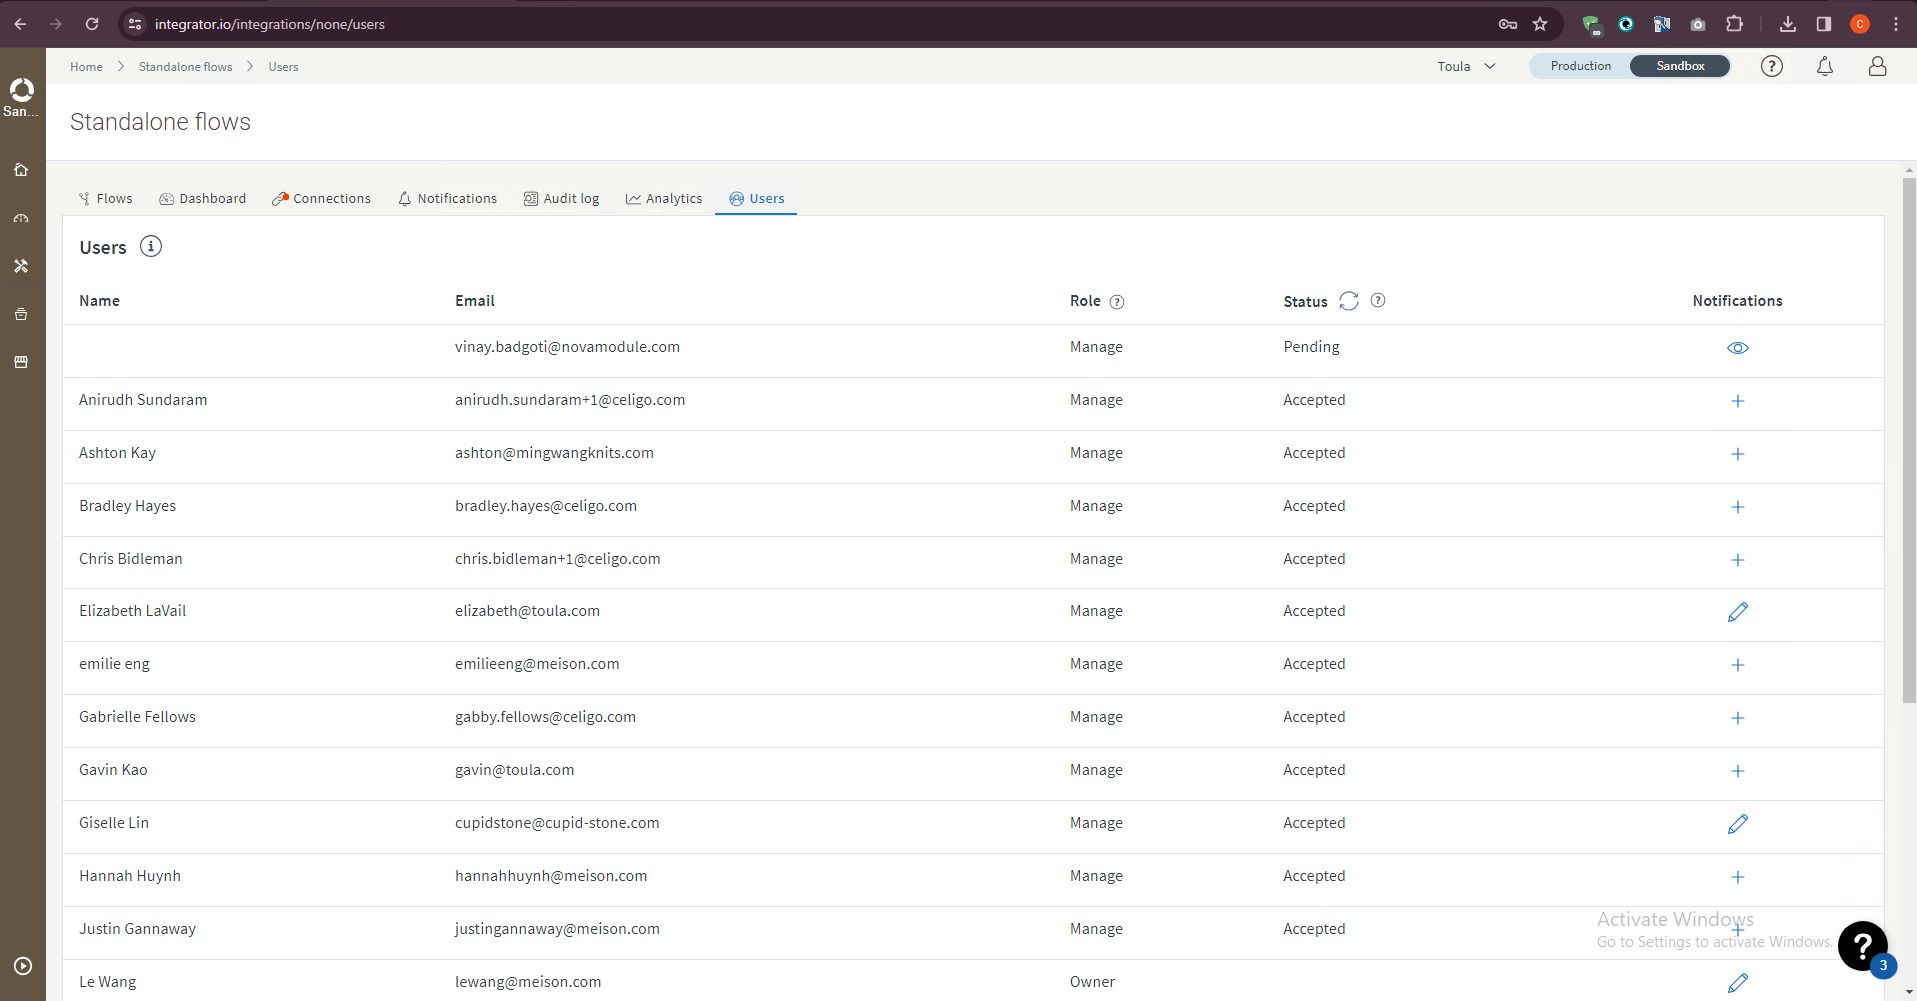 integrator.io/integrations/none/users
C
Home > Standalone flows > Users
Toula
Production Sandbox
San...
Standalone flows
Flows Dashboard Connections Notifications Audit log Analytics Users
Users
Name Email Role Status Notifications
vinay.badgoti@novamodule.com Manage Pending
Anirudh Sundaram anirudh.sundaram+1@celigo.com Manage Accepted
Ashton Kay ashton@mingwangknits.com Manage Accepted
Bradley Hayes bradley.hayes@celigo.com Manage Accepted
Chris Bidleman chris.bidleman+1@celigo.com Manage Accepted
Elizabeth LaVail elizabeth@toula.com Manage Accepted
emilie eng emilieeng@meison.com Manage Accepted
Gabrielle Fellows gabby.fellows@celigo.com Manage Accepted
Gavin Kao gavin@toula.com Manage Accepted
Giselle Lin cupidstone@cupid-stone.com Manage Accepted
Hannah Huynh hannahhuynh@meison.com Manage Accepted
Activate Windows
Justin Gannaway justingannaway@meison.com Manage Accepted
Go to Settings to activate Windows.
3
Le Wang lewang@meison.com Owner